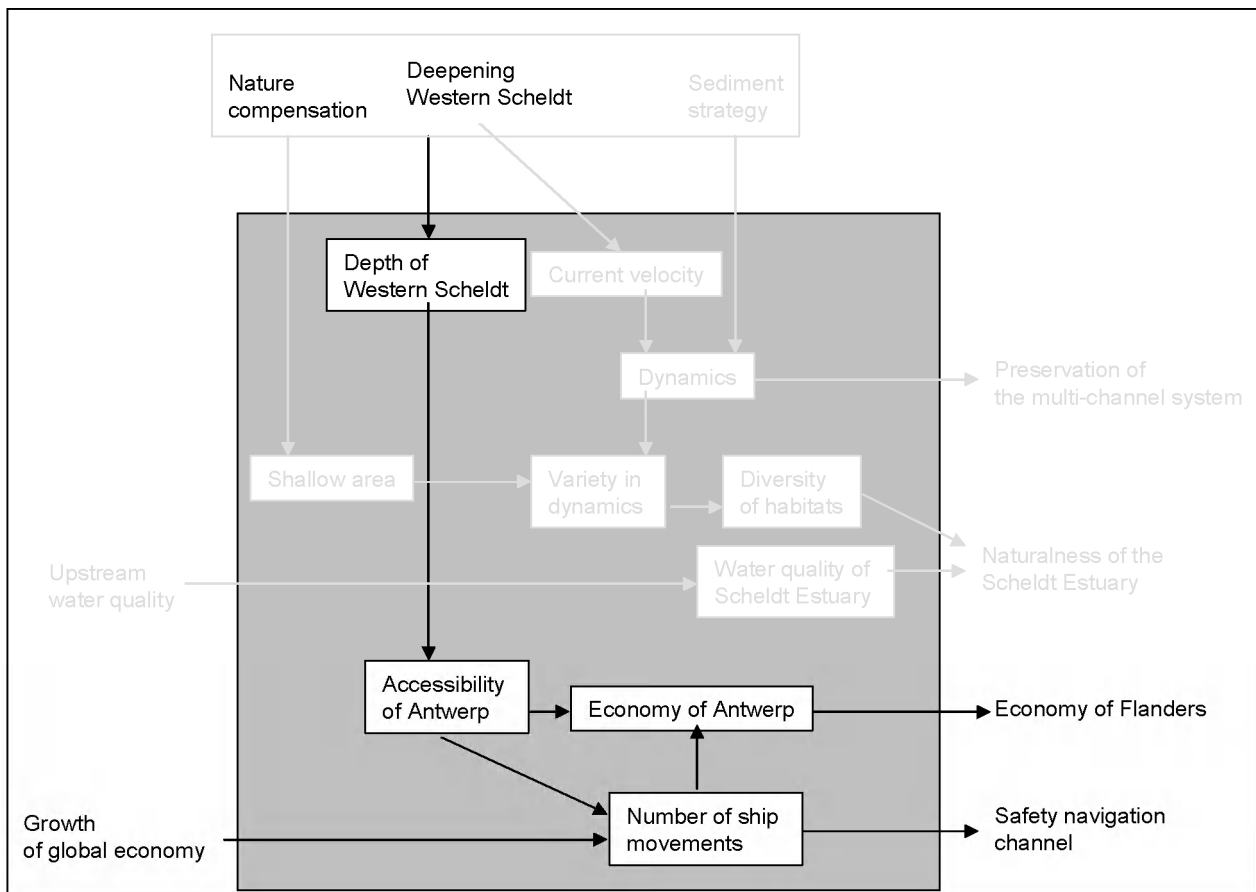 Nature
compensation
Deepening
Western Scheldt
Sediment
strategy
Depth of
Western Scheldt
Current velocity
Dynamics
Preservation of
the multi-channel system
Shallow area
Variety in
dynamics
Diversity
of habitats
Upstream
water quality
Water quality of
Scheldt Estuary
Naturalness of the
Scheldt Estuary
Accessibility
of Antwerp
Economy of Antwerp
Economy of Flanders
Growth
of global economy
Number of ship
movements
Safety navigation
channel